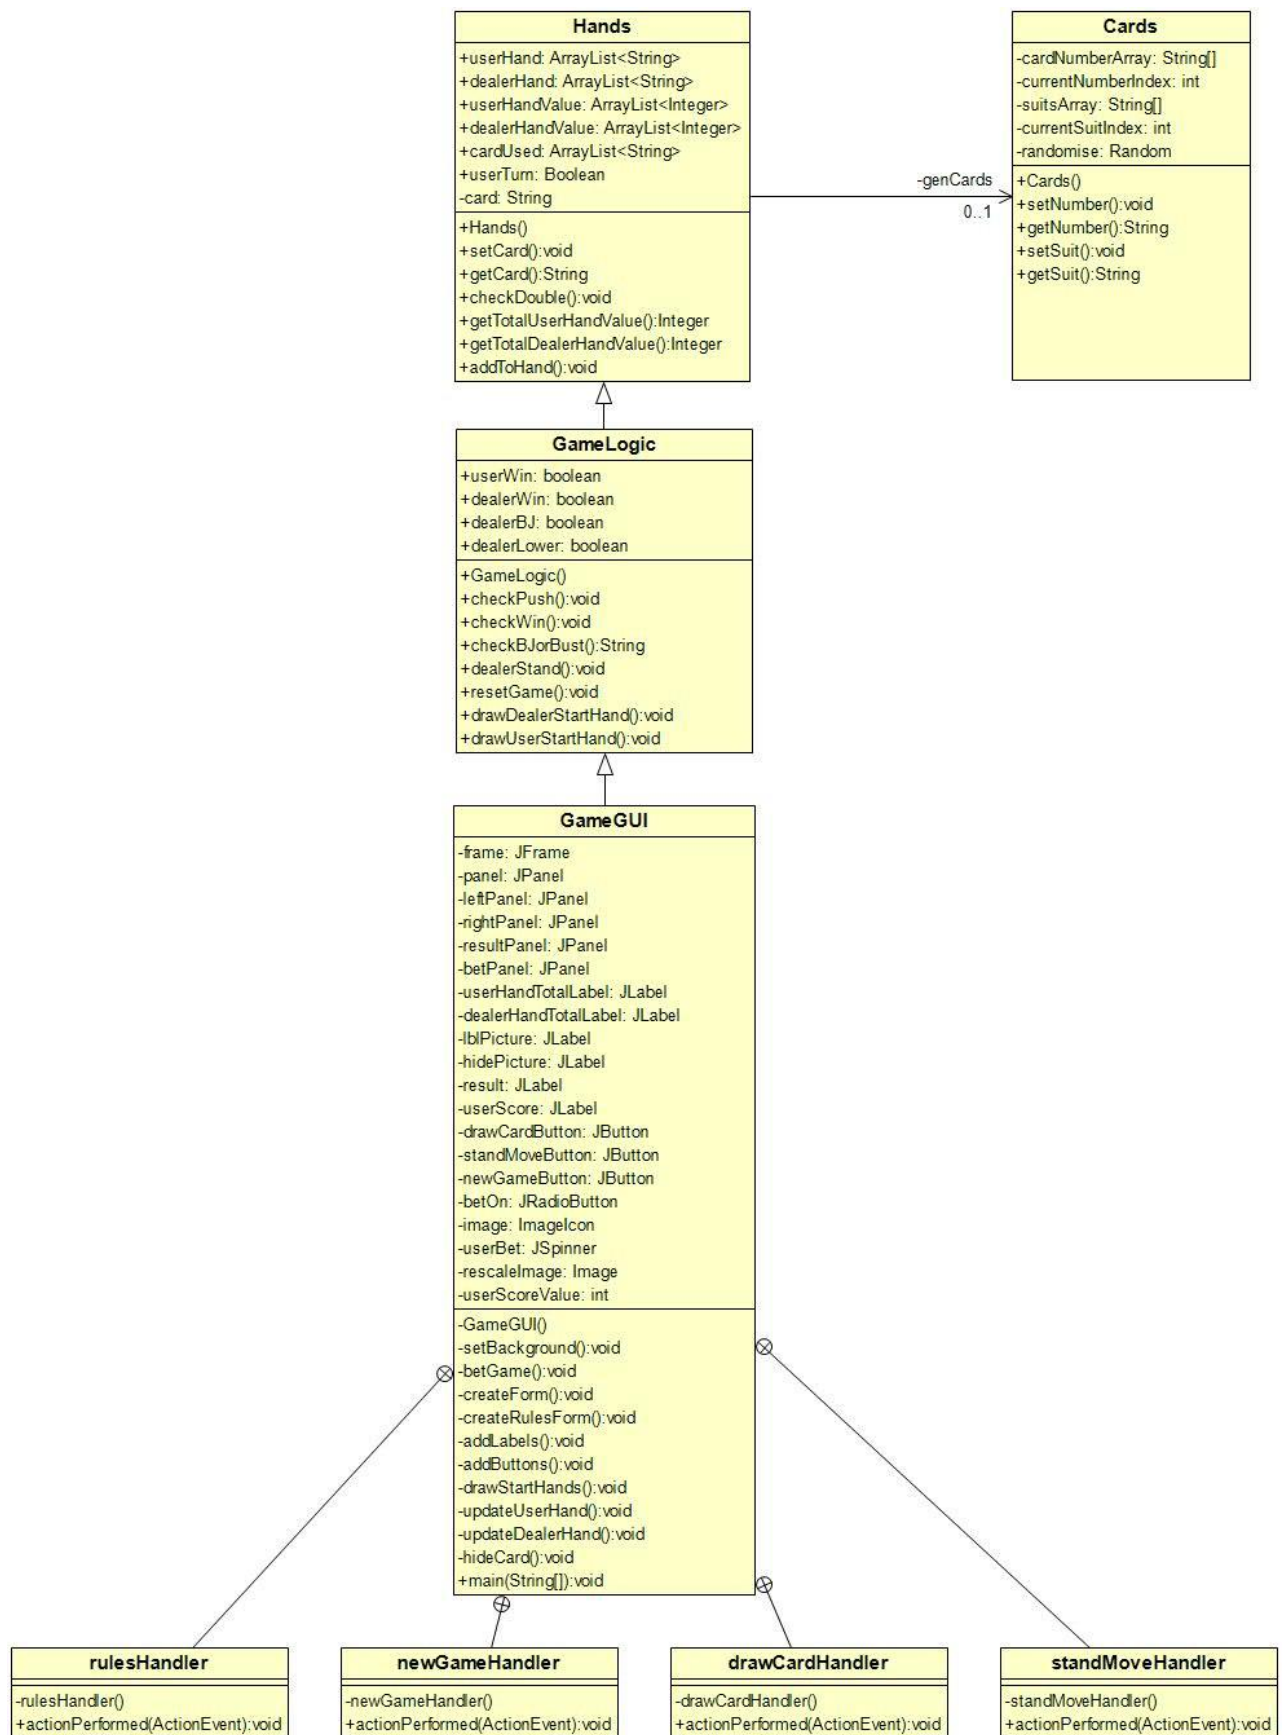 Hands
+userHand: ArrayList<String>
+dealerHand: ArrayList<String>
+userHandValue: ArrayList<Integer>
+dealerHandValue: ArrayList<Integer>
+cardUsed: ArrayList<String>
+userTurn: Boolean
-card: String
+Hands()
+setCard():void
+getCard():String
+checkDouble():void
+getTotalUserHandValue():Integer
+getTotalDealerHandValue():Integer
+addToHand():void
-genCards
0..1
Cards
-cardNumberArray: String[]
-currentNumberIndex: int
-suitsArray: String[]
-currentSuitIndex: int
-randomise: Random
+Cards()
+setNumber():void
+getNumber():String
+setSuit():void
+getSuit():String
GameLogic
+userWin: boolean
+dealerWin: boolean
+dealerBJ: boolean
+dealerLower: boolean
+GameLogic()
+checkPush():void
+checkWin():void
+checkBJorBust():String
+dealerStand():void
+resetGame():void
+drawDealerStartHand():void
+drawUserStartHand():void
GameGUI
-frame: JFrame
-panel: JPanel
-leftPanel: JPanel
-rightPanel: JPanel
-resultPanel: JPanel
-betPanel: JPanel
-userHandTotalLabel: JLabel
-dealerHandTotalLabel: JLabel
-lblPicture: JLabel
-hidePicture: JLabel
-result: JLabel
-userScore: JLabel
-drawCardButton: JButton
-standMoveButton: JButton
-newGameButton: JButton
-betOn: JRadioButton
-image: ImageIcon
-userBet: JSpinner
-rescaleImage: Image
-userScoreValue: int
-GameGUI()
-setBackground():void
-betGame():void
-createForm():void
-createRulesForm():void
-addLabels():void
-addButtons():void
-drawStartHands():void
-updateUserHand():void
-updateDealerHand():void
-hideCard():void
+main(String[]):void
rulesHandler
-rulesHandler()
+actionPerformed(ActionEvent):void
newGameHandler
-newGameHandler()
+actionPerformed(ActionEvent):void
drawCardHandler
-drawCardHandler()
+actionPerformed(ActionEvent):void
standMoveHandler
-standMoveHandler()
+actionPerformed(ActionEvent):void